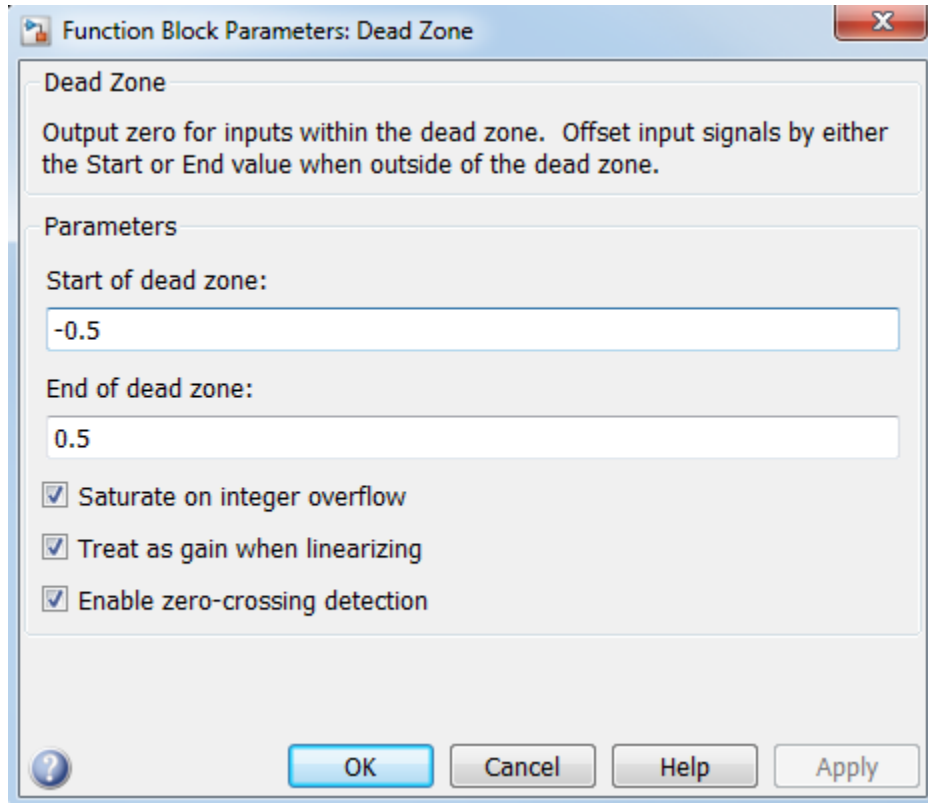 Function Block Parameters: Dead Zone
Dead Zone
Output zero for inputs within the dead zone.  Offset input signals by either
the Start or End value when outside of the dead zone.
Parameters
Start of dead zone:
-0.5
End of dead zone:
0.5
Saturate on integer overflow
Treat as gain when linearizing
Enable zero-crossing detection
OK Cancel Help Apply